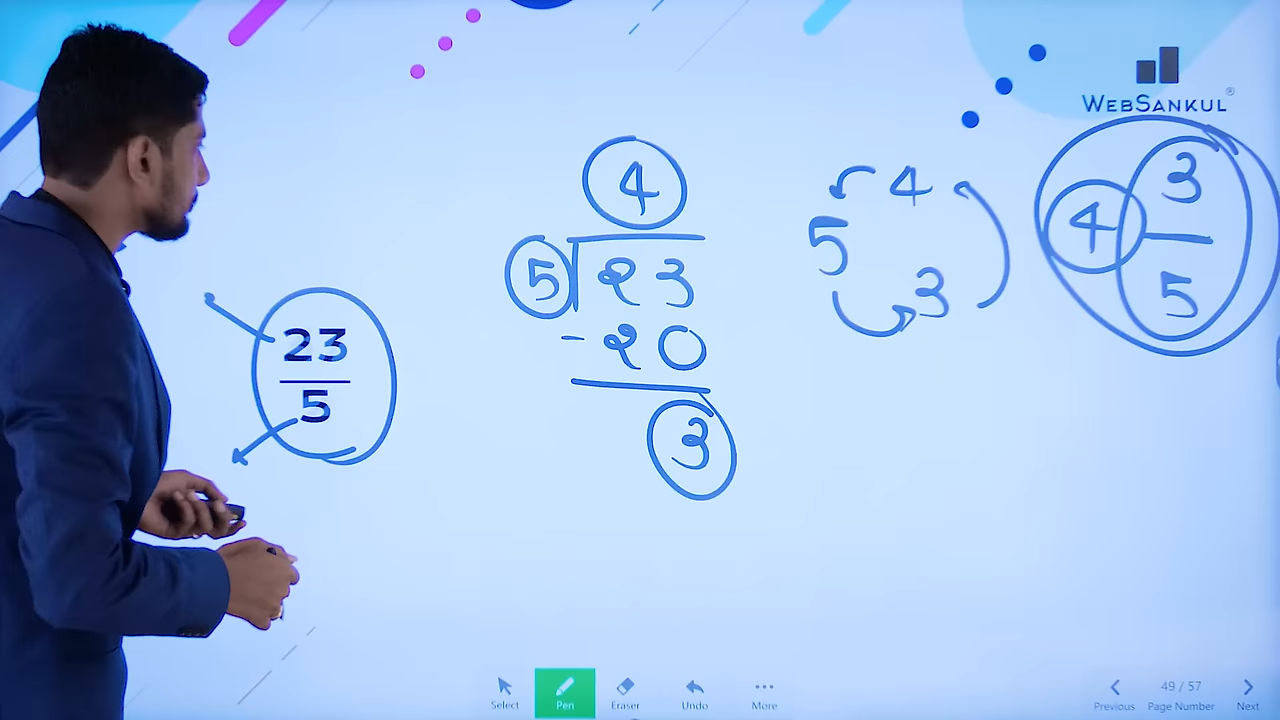 WEBSANKUL®
23
5
4
5 ૨3
- ૨0
3
4
5
3
4 3
5
Select Pen Eraser Undo More
49 / 57
Previous Page Number Next